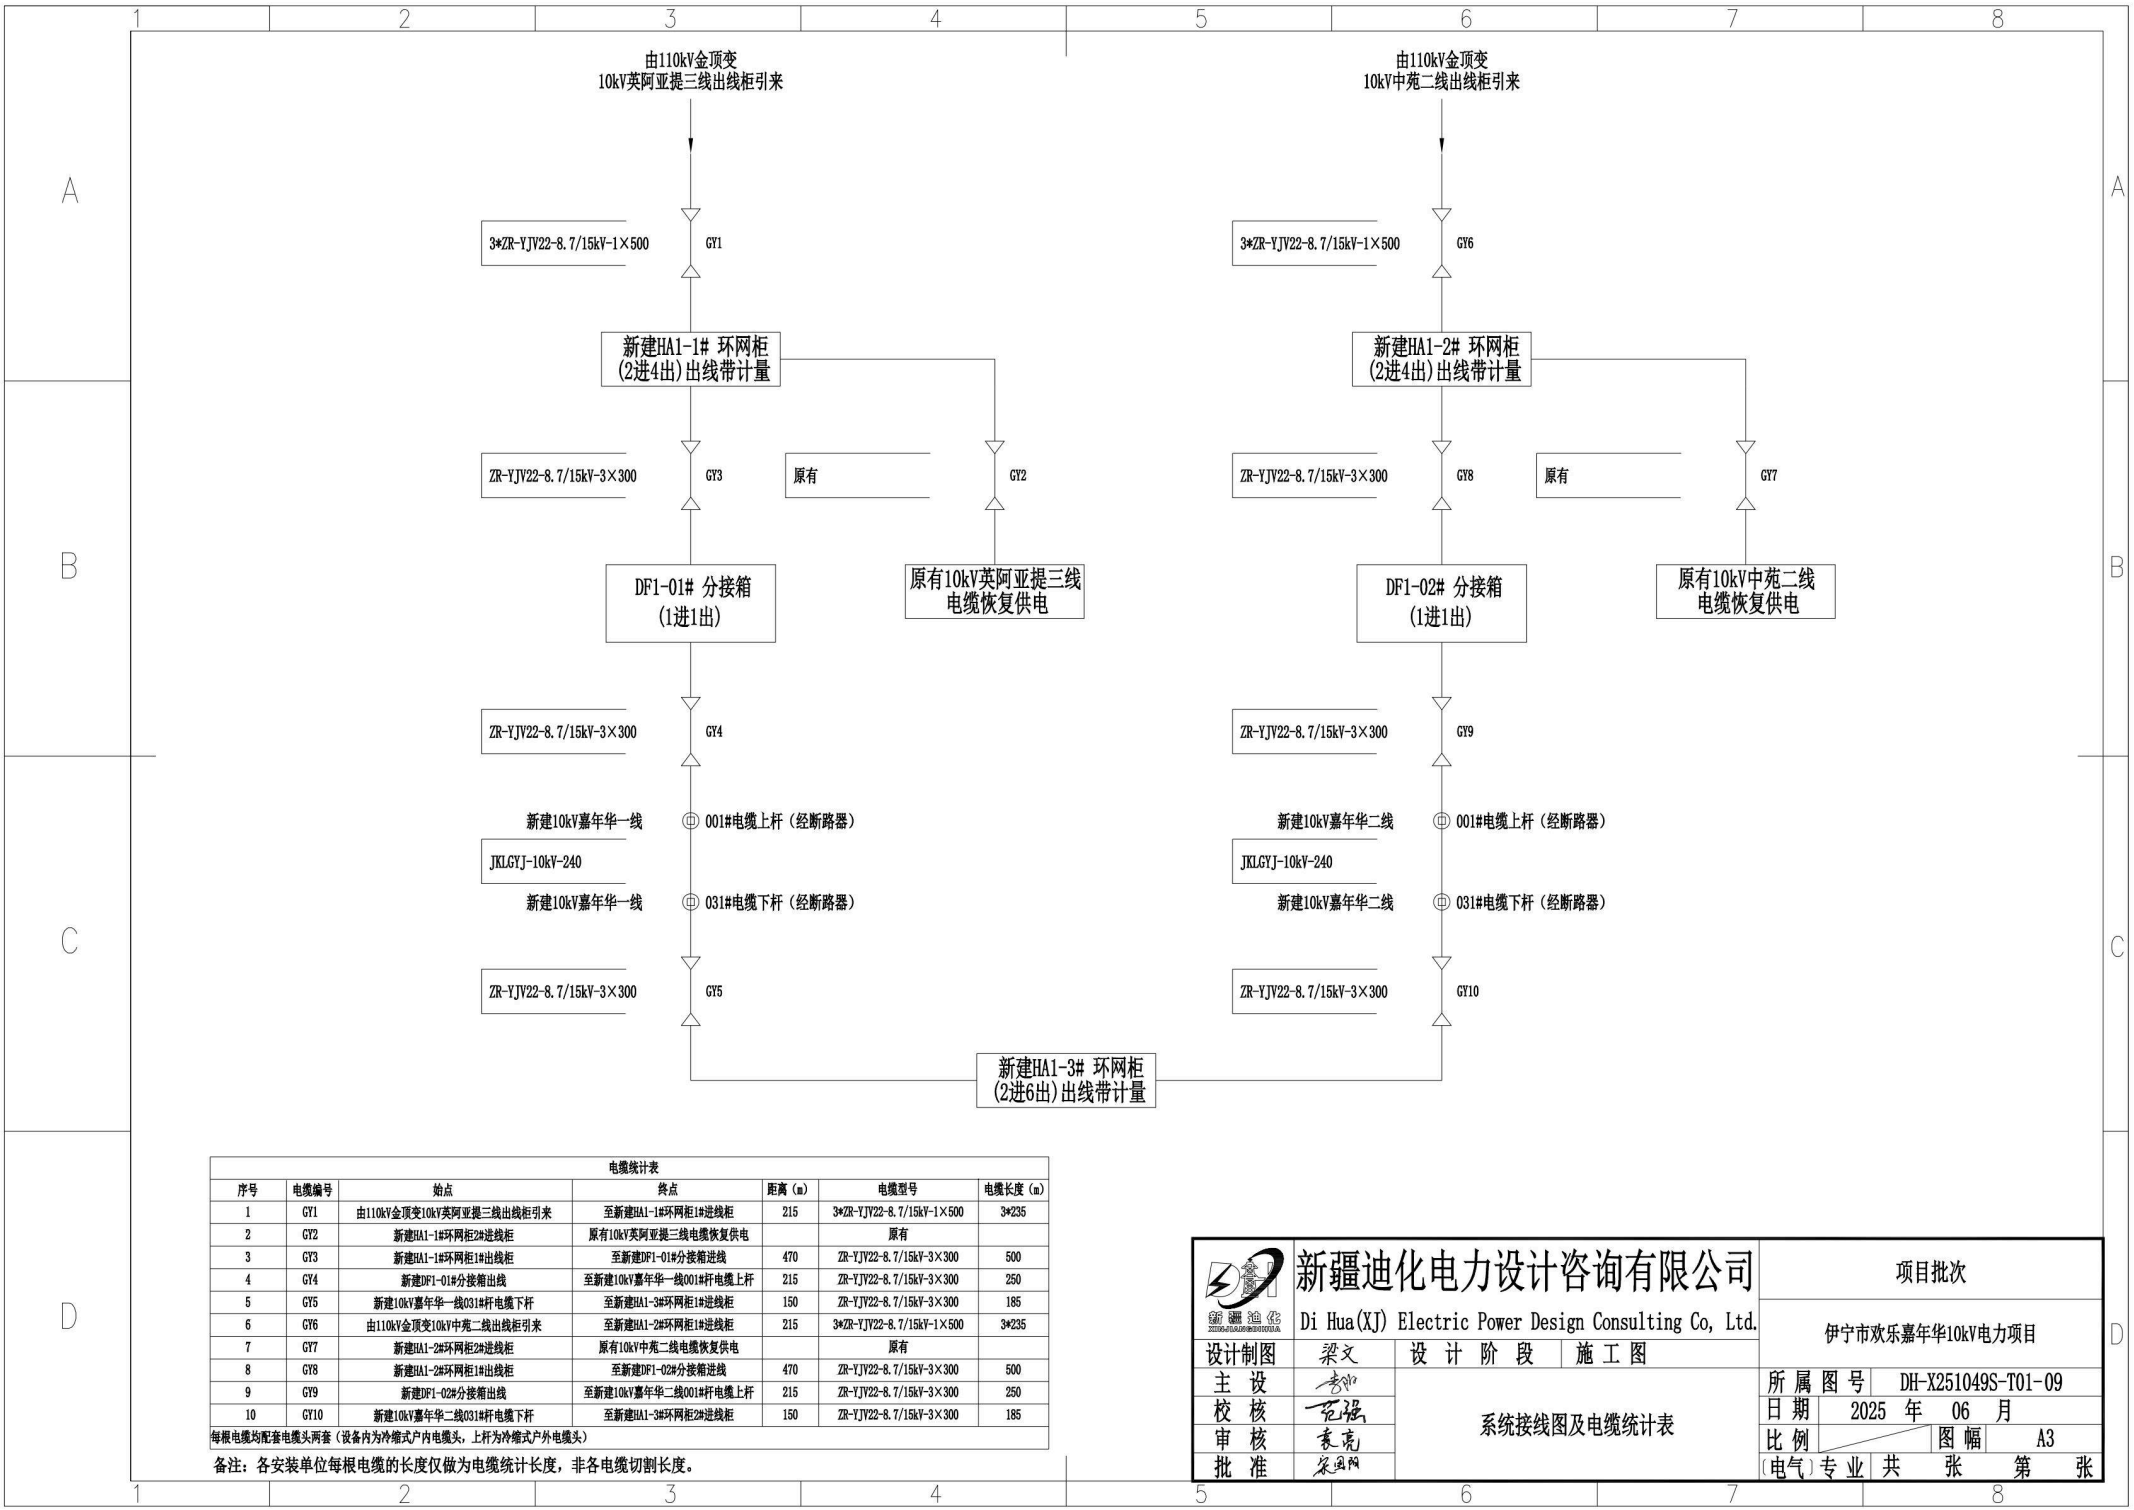 1 2 3 4 5 6 7 8
由110kV金顶变
10kV英阿亚提三线出线柜引来
由110kV金顶变
10kV中苑二线出线柜引来
A
A
3*ZR-YJV22-8.7/15kV-1×500
GY1
3*ZR-YJV22-8.7/15kV-1×500
GY6
新建HA1-1# 环网柜
(2进4出)出线带计量
新建HA1-2# 环网柜
(2进4出)出线带计量
ZR-YJV22-8.7/15kV-3×300
GY3
原有
GY2
ZR-YJV22-8.7/15kV-3×300
GY8
原有
GY7
B
B
DF1-01# 分接箱
(1进1出)
原有10kV英阿亚提三线
电缆恢复供电
DF1-02# 分接箱
(1进1出)
原有10kV中苑二线
电缆恢复供电
ZR-YJV22-8.7/15kV-3×300
GY4
ZR-YJV22-8.7/15kV-3×300
GY9
新建10kV嘉年华一线
001#电缆上杆（经断路器）
新建10kV嘉年华二线
001#电缆上杆（经断路器）
JKLGYJ-10kV-240
JKLGYJ-10kV-240
新建10kV嘉年华一线
031#电缆下杆（经断路器）
新建10kV嘉年华二线
031#电缆下杆（经断路器）
C
C
ZR-YJV22-8.7/15kV-3×300
GY5
ZR-YJV22-8.7/15kV-3×300
GY10
新建HA1-3# 环网柜
(2进6出)出线带计量
D
D
电缆统计表
序号 电缆编号 始点 终点 距离（m） 电缆型号 电缆长度（m）
1 GY1 由110kV金顶变10kV英阿亚提三线出线柜引来 至新建HA1-1#环网柜1#进线柜 215 3*ZR-YJV22-8.7/15kV-1×500 3*235
2 GY2 新建HA1-1#环网柜2#进线柜 原有10kV英阿亚提三线电缆恢复供电 原有
3 GY3 新建HA1-1#环网柜1#出线柜 至新建DF1-01#分接箱进线 470 ZR-YJV22-8.7/15kV-3×300 500
4 GY4 新建DF1-01#分接箱出线 至新建10kV嘉年华一线001#杆电缆上杆 215 ZR-YJV22-8.7/15kV-3×300 250
5 GY5 新建10kV嘉年华一线031#杆电缆下杆 至新建HA1-3#环网柜1#进线柜 150 ZR-YJV22-8.7/15kV-3×300 185
6 GY6 由110kV金顶变10kV中苑二线出线柜引来 至新建HA1-2#环网柜1#进线柜 215 3*ZR-YJV22-8.7/15kV-1×500 3*235
7 GY7 新建HA1-2#环网柜2#进线柜 原有10kV中苑二线电缆恢复供电 原有
8 GY8 新建HA1-2#环网柜1#出线柜 至新建DF1-02#分接箱进线 470 ZR-YJV22-8.7/15kV-3×300 500
9 GY9 新建DF1-02#分接箱出线 至新建10kV嘉年华二线001#杆电缆上杆 215 ZR-YJV22-8.7/15kV-3×300 250
10 GY10 新建10kV嘉年华二线031#杆电缆下杆 至新建HA1-3#环网柜2#进线柜 150 ZR-YJV22-8.7/15kV-3×300 185
每根电缆均配套电缆头两套（设备内为冷缩式户内电缆头，上杆为冷缩式户外电缆头）
备注：各安装单位每根电缆的长度仅做为电缆统计长度，非各电缆切割长度。
新疆迪化
XINJIANGDIHUA
新疆迪化电力设计咨询有限公司
Di Hua(XJ) Electric Power Design Consulting Co, Ltd.
项目批次
伊宁市欢乐嘉年华10kV电力项目
设计制图 梁文 设计阶段 施工图
主设
校核 范强
审核 袁亮
批准
系统接线图及电缆统计表
所属图号 DH-X251049S-T01-09
日期 2025 年 06 月
比例 图幅 A3
（电气）专业 共 张 第 张
1 2 3 4 5 6 7 8